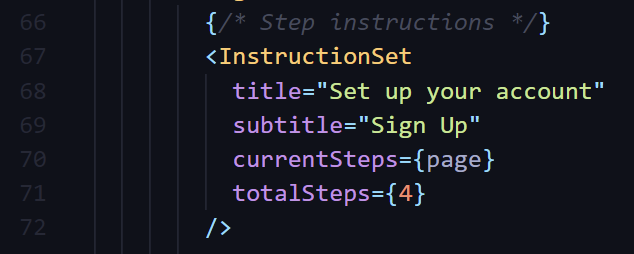 66 {/* Step instructions */}
67 <InstructionSet
68 title="Set up your account"
69 subtitle="Sign Up"
70 currentSteps={page}
71 totalSteps={4}
72 />